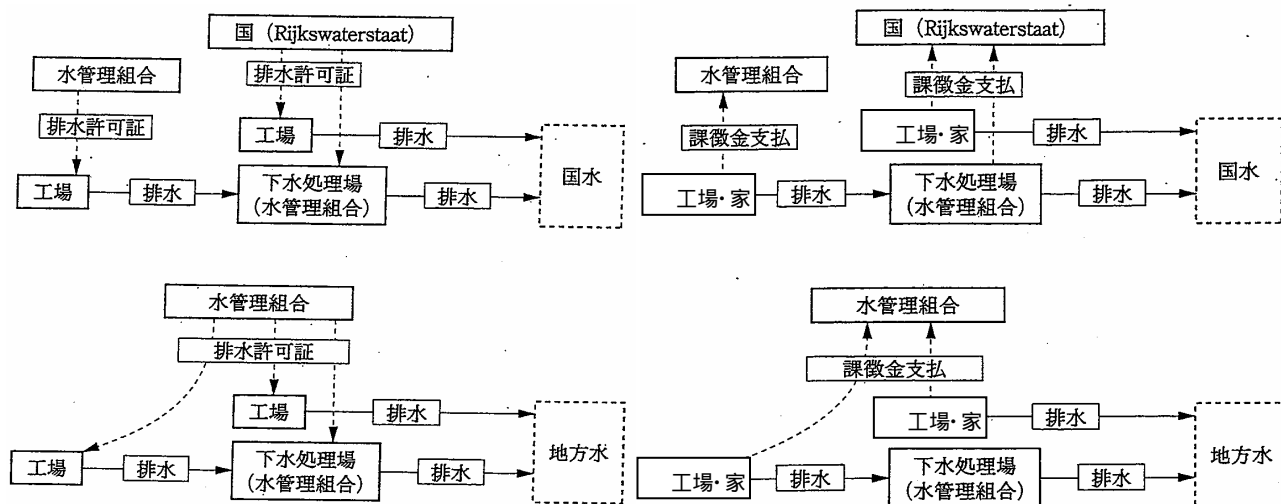 国 (Rijkswaterstaat)
水管理組合
排水許可証
排水許可証
工場
排水
工場
排水
下水処理場
(水管理組合)
排水
国水
国 (Rijkswaterstaat)
水管理組合
課徴金支払
課徴金支払
工場・家
排水
工場・家
排水
下水処理場
(水管理組合)
排水
国水
水管理組合
排水許可証
工場
排水
工場
排水
下水処理場
(水管理組合)
排水
地方水
水管理組合
課徴金支払
工場・家
排水
工場・家
排水
下水処理場
(水管理組合)
排水
地方水